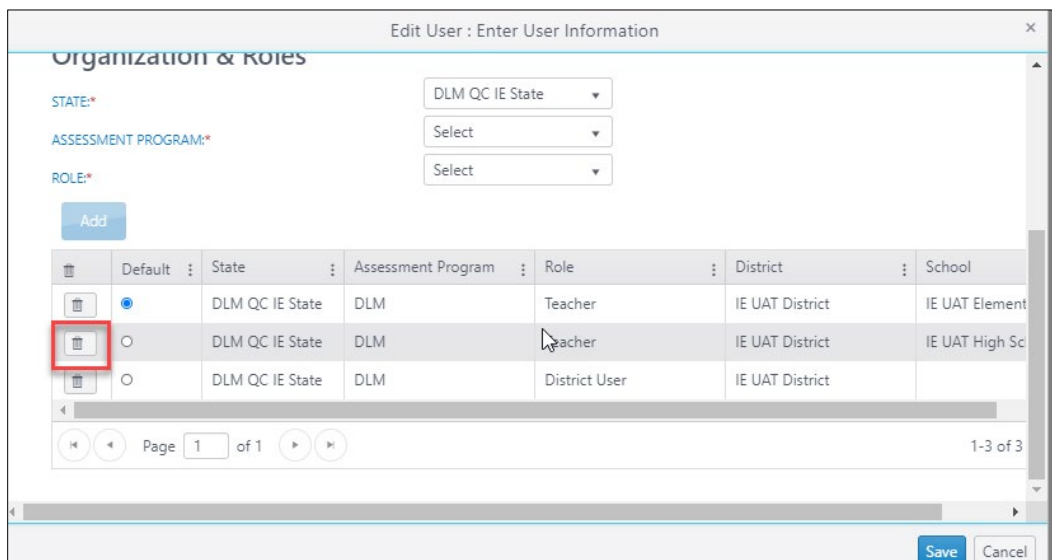 Edit User : Enter User Information
Organization & Roles
STATE:* DLM QC IE State
ASSESSMENT PROGRAM:* Select
ROLE:* Select
Add
Default State Assessment Program Role District School
DLM QC IE State DLM Teacher IE UAT District IE UAT Element
DLM QC IE State DLM Teacher IE UAT District IE UAT High Sc
DLM QC IE State DLM District User IE UAT District
Page 1 of 1 1-3 of 3
Save Cancel